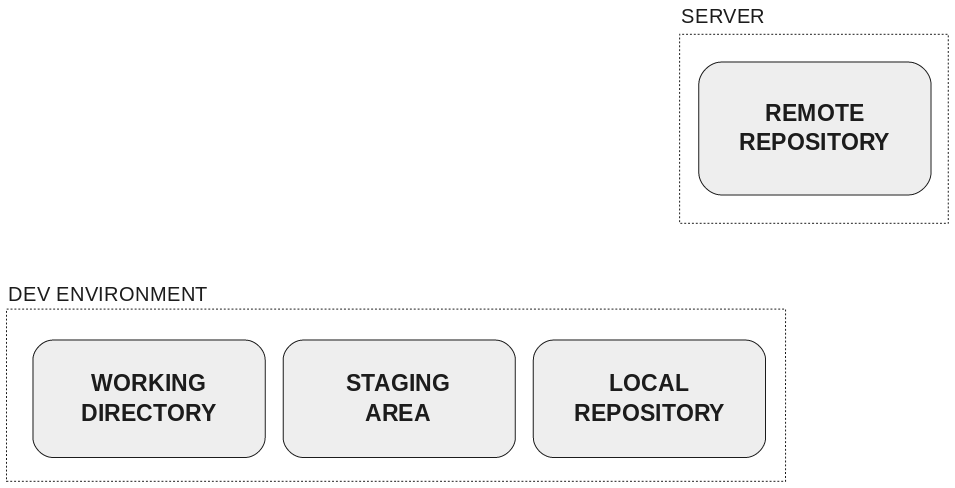 SERVER
REMOTE
REPOSITORY
DEV ENVIRONMENT
WORKING
DIRECTORY
STAGING
AREA
LOCAL
REPOSITORY